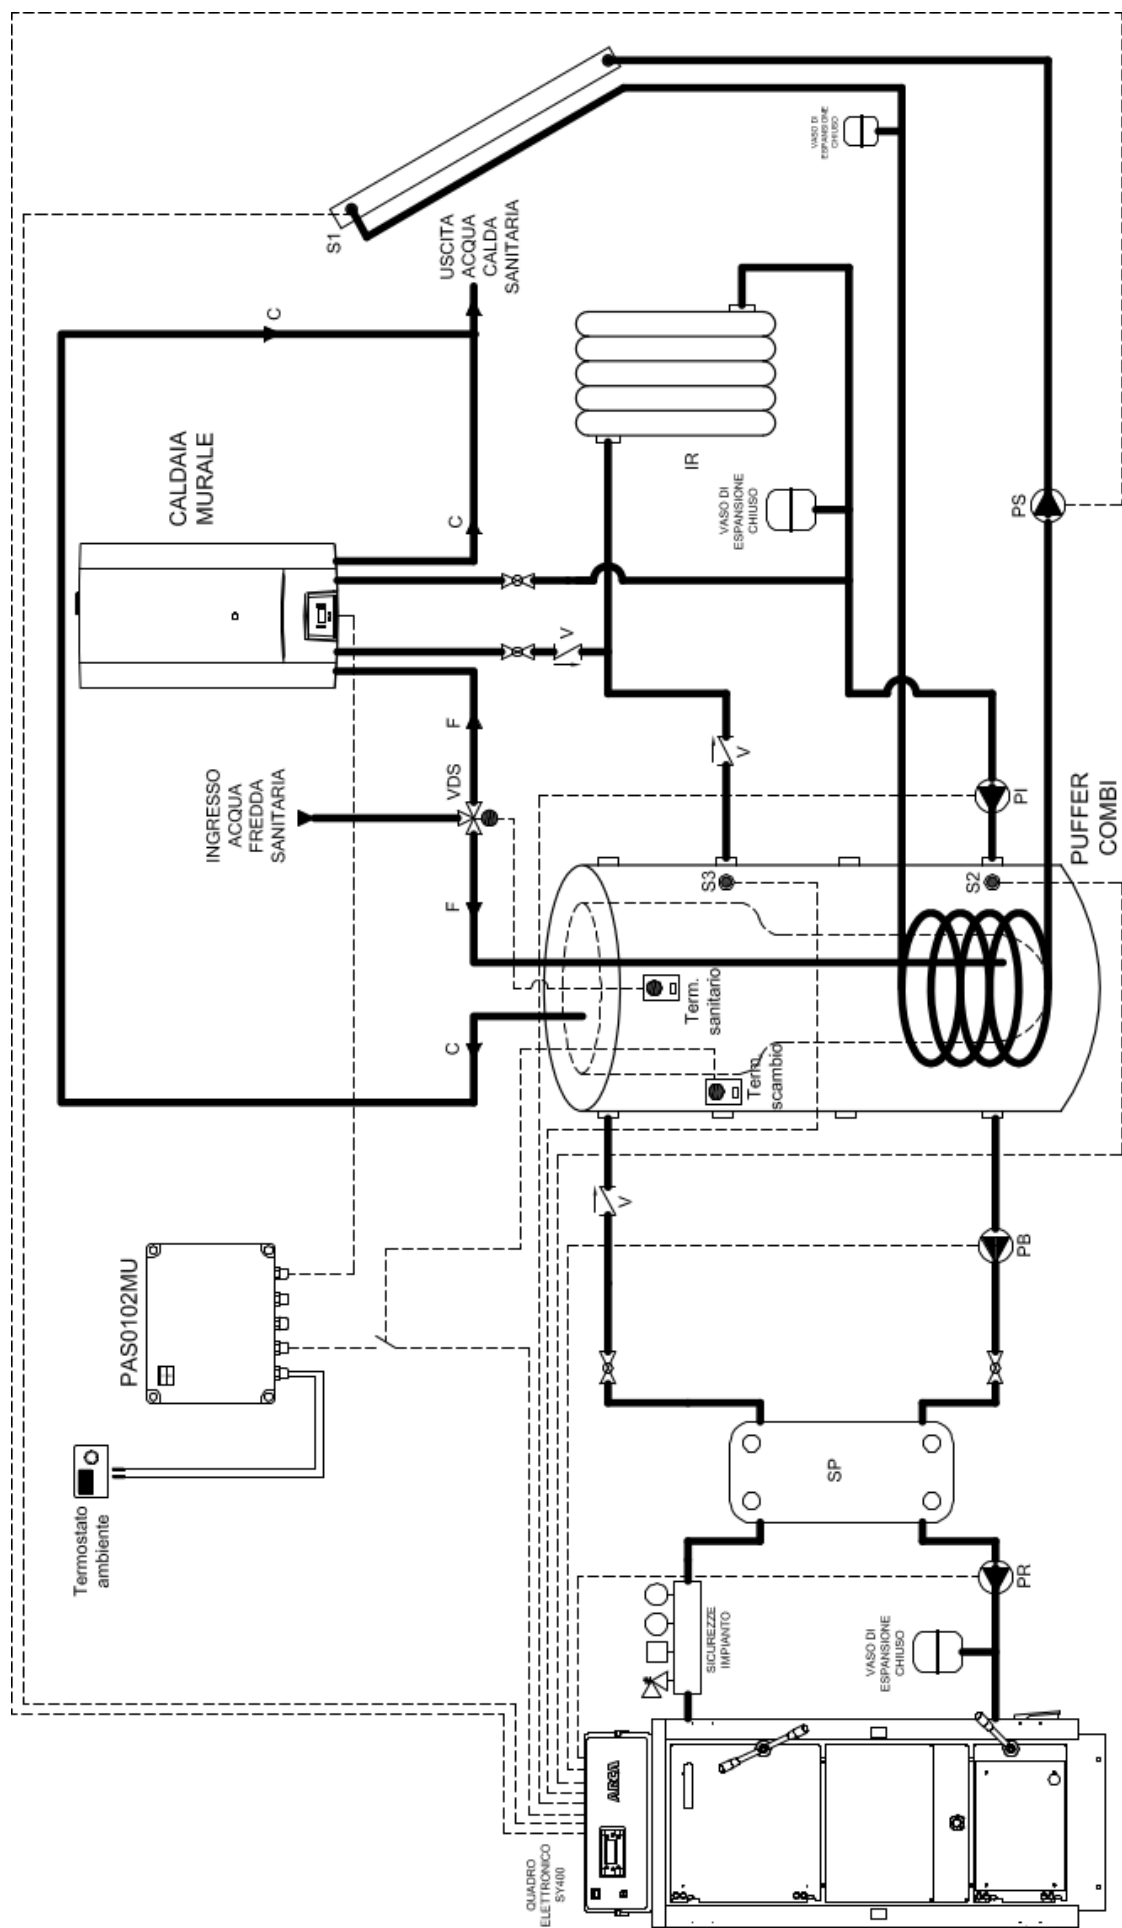 S1
USCITA
ACQUA
CALDA
SANITARIA
VASO DI
ESPANSIONE
CHIUSO
C
CALDAIA
MURALE
C
IR
VASO DI
ESPANSIONE
CHIUSO
PS
V
F
VDS
INGRESSO
ACQUA
FREDDA
SANITARIA
V
PI
PUFFER
COMBI
F
S3
S2
C
Term.
sanitario
Term.
scambio
PAS0102MU
V
PB
Termostato
ambiente
SP
SICUREZZE
IMPIANTO
PR
VASO DI
ESPANSIONE
CHIUSO
ARCA
QUADRO
ELETTRONICO
SY400